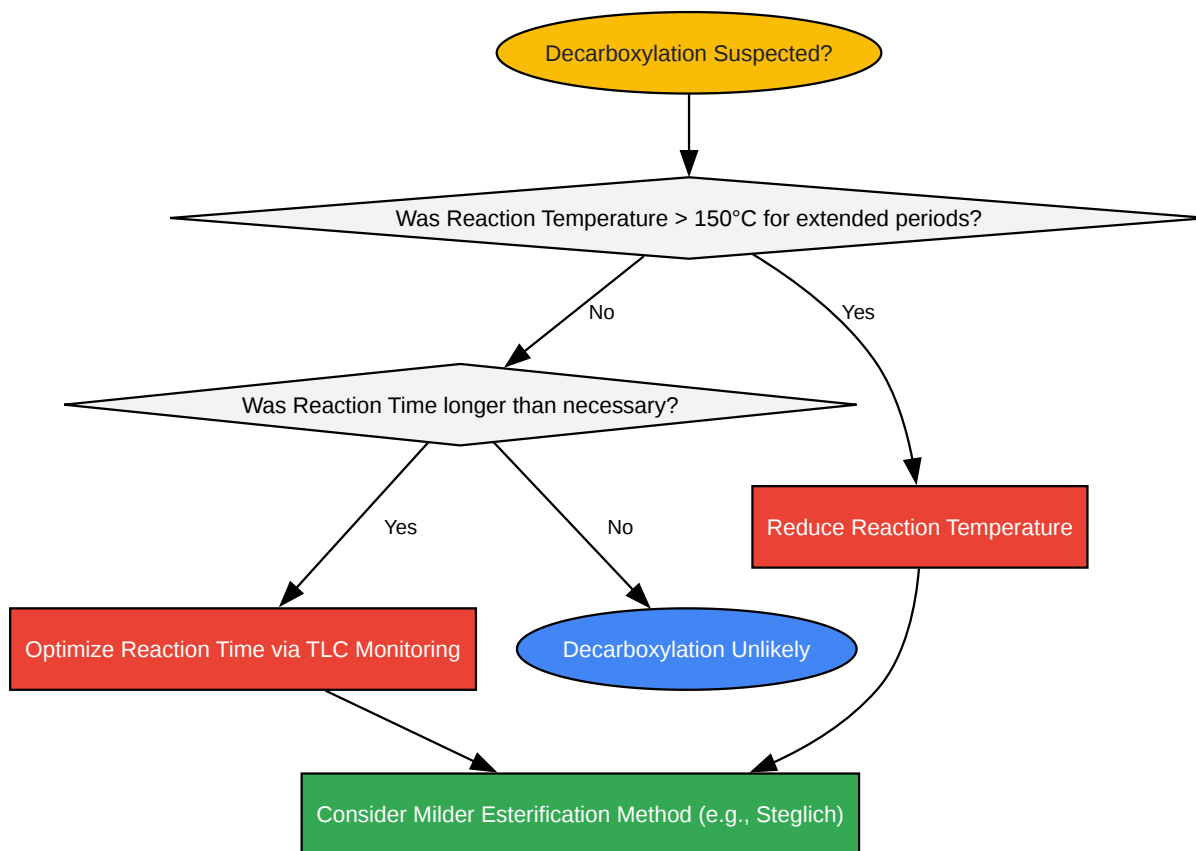 Decarboxylation Suspected?
Was Reaction Temperature > 150°C for extended periods?
No
Yes
Was Reaction Time longer than necessary?
Yes
No
Reduce Reaction Temperature
Optimize Reaction Time via TLC Monitoring
Decarboxylation Unlikely
Consider Milder Esterification Method (e.g., Steglich)